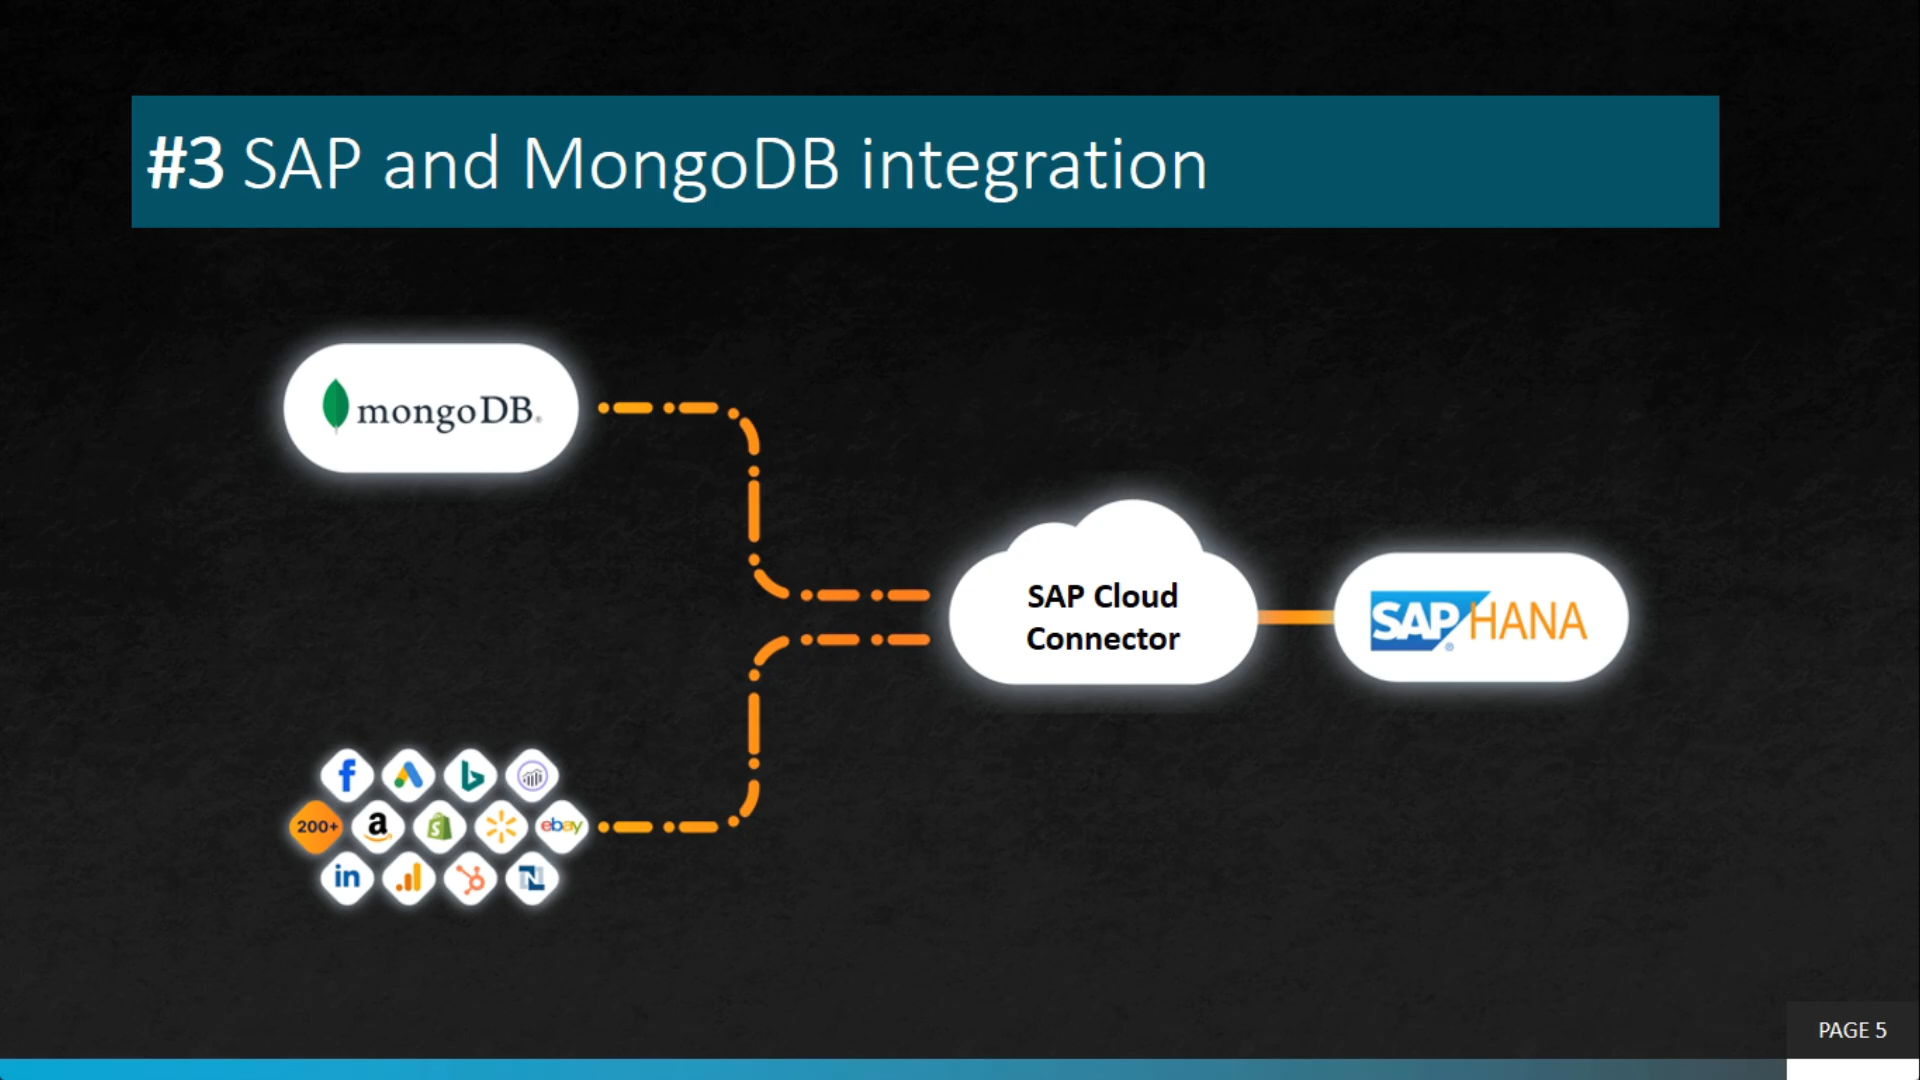 #3 SAP and MongoDB integration
mongoDB®
SAP Cloud
Connector
SAP® HANA
f
b
200+
a
S
ebay
in
N
PAGE 5